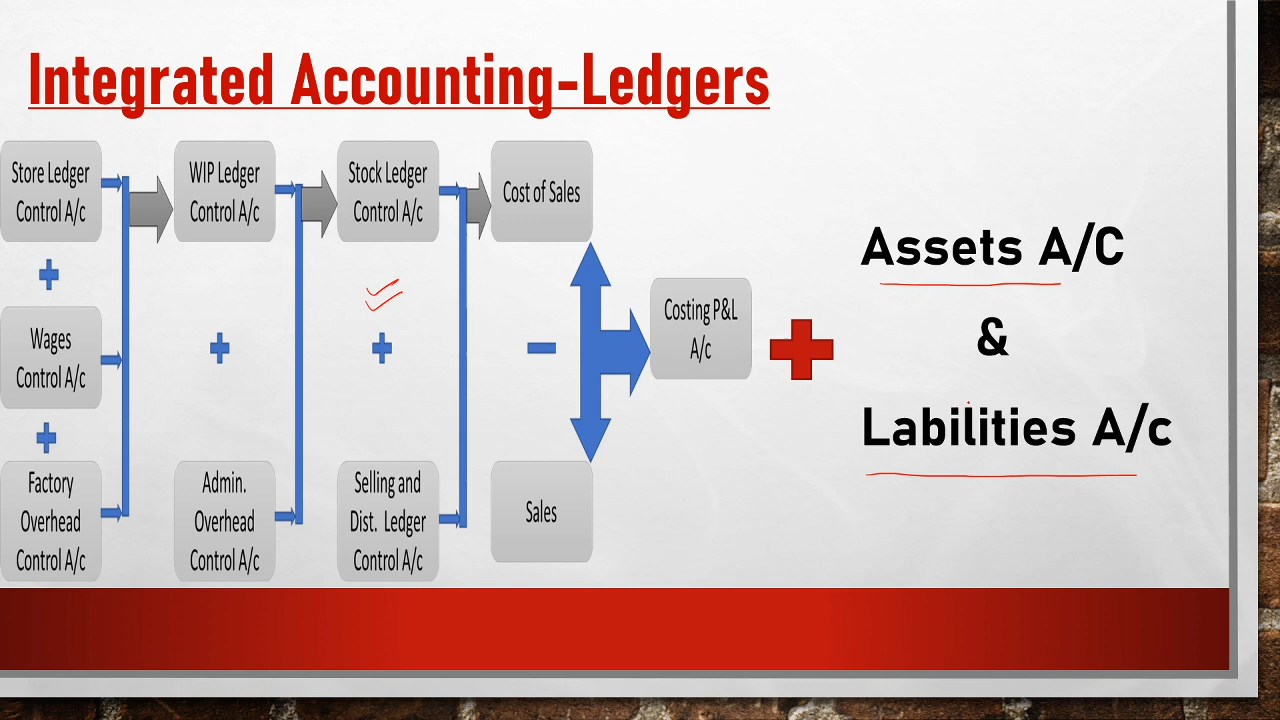 Integrated Accounting-Ledgers
Store Ledger
Control A/c
WIP Ledger
Control A/c
Stock Ledger
Control A/c
Cost of Sales
Wages
Control A/c
Costing P&L
A/c
Factory
Overhead
Control A/c
Admin.
Overhead
Control A/c
Selling and
Dist. Ledger
Control A/c
Sales
Assets A/C
&
Labilities A/c